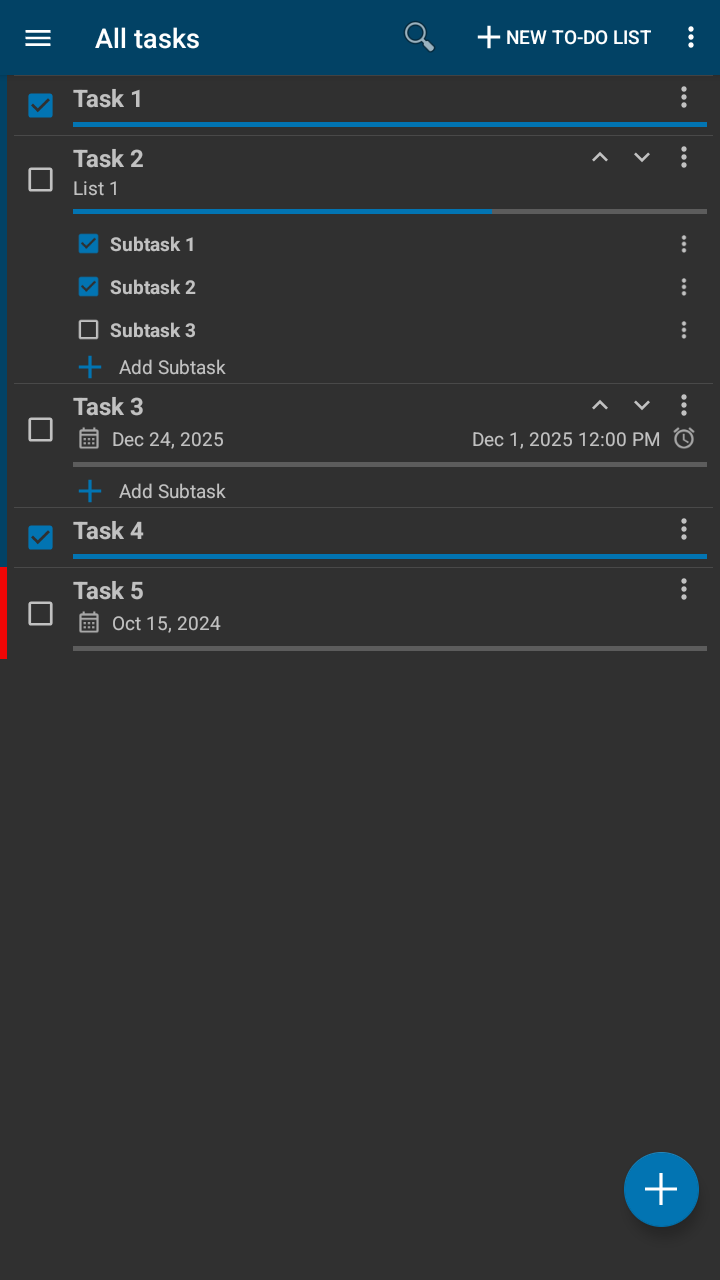 All tasks
NEW TO-DO LIST
Task 1
Task 2
List 1
Subtask 1
Subtask 2
Subtask 3
Add Subtask
Task 3
Dec 24, 2025 Dec 1, 2025 12:00 PM
Add Subtask
Task 4
Task 5
Oct 15, 2024